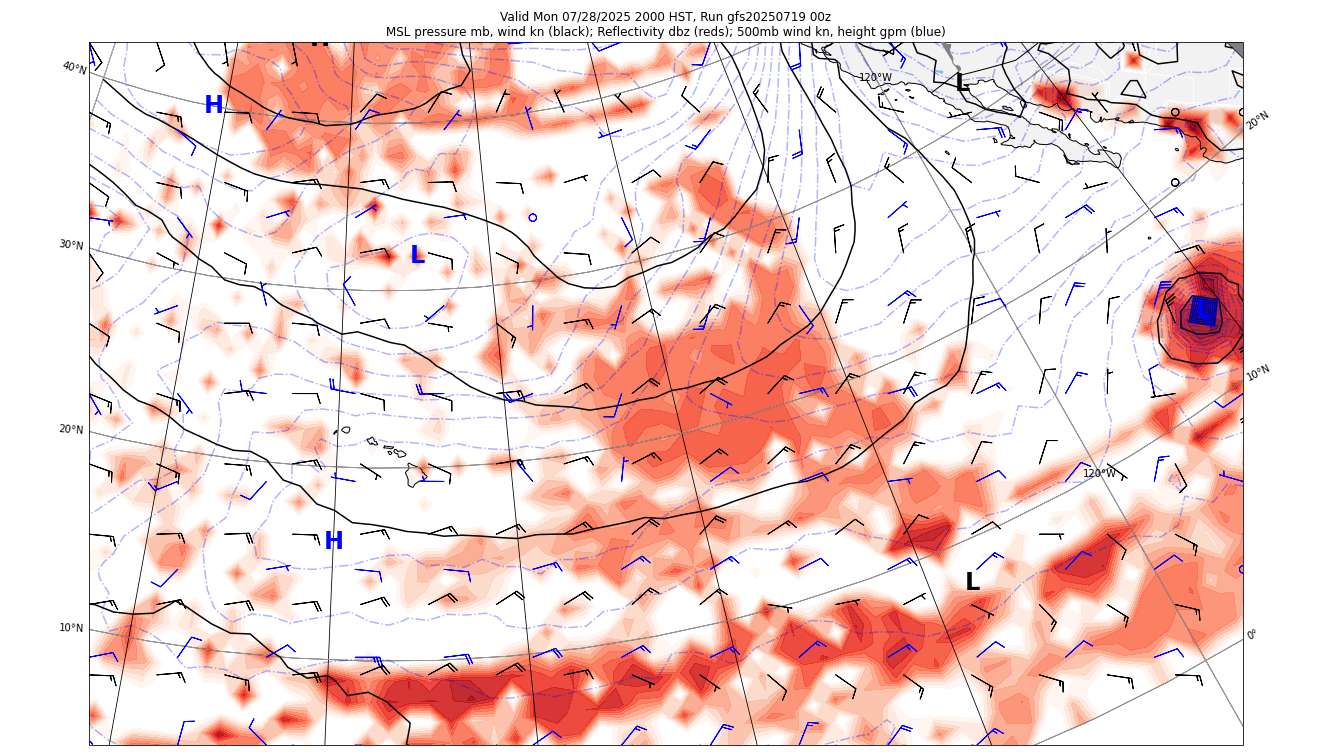 Valid Mon 07/28/2025 2000 HST, Run gfs20250719 00z
MSL pressure mb, wind kn (black); Reflectivity dbz (reds); 500mb wind kn, height gpm (blue)
40°N
H
120°W
L
20°N
30°N
L
10°N
20°N
120°W
H
L
10°N
0°